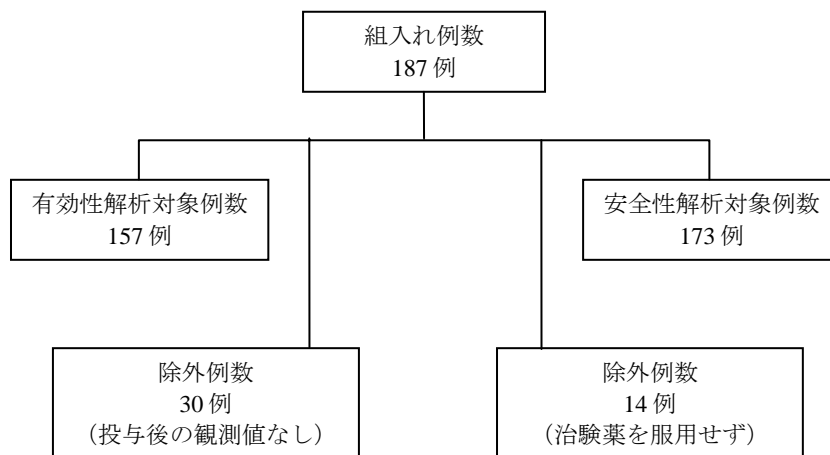 組入れ例数
187 例
有効性解析対象例数
157 例
安全性解析対象例数
173 例
除外例数
30 例
（投与後の観測値なし）
除外例数
14 例
（治験薬を服用せず）